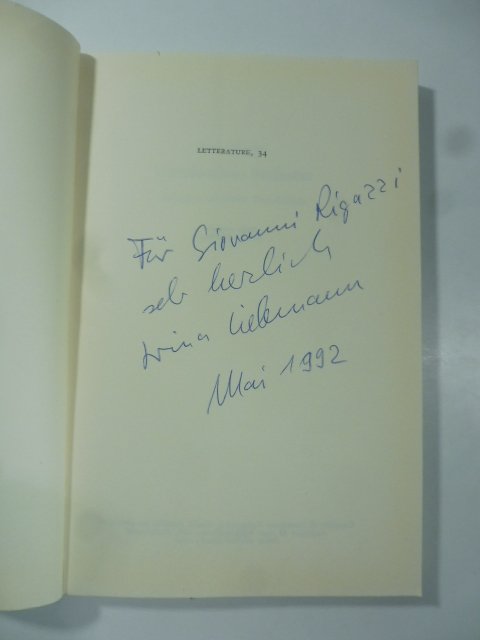 LETTERATURE, 34
Für Giovanni Rigazzi
sehr herzlich
Irina Liebmann
Mai 1992